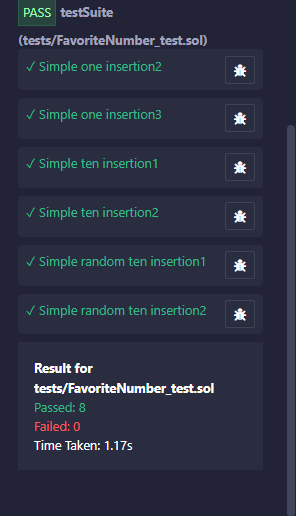 PASS testSuite
(tests/FavoriteNumber_test.sol)
✓ Simple one insertion2
✓ Simple one insertion3
✓ Simple ten insertion1
✓ Simple ten insertion2
✓ Simple random ten insertion1
✓ Simple random ten insertion2
Result for
tests/FavoriteNumber_test.sol
Passed: 8
Failed: 0
Time Taken: 1.17s